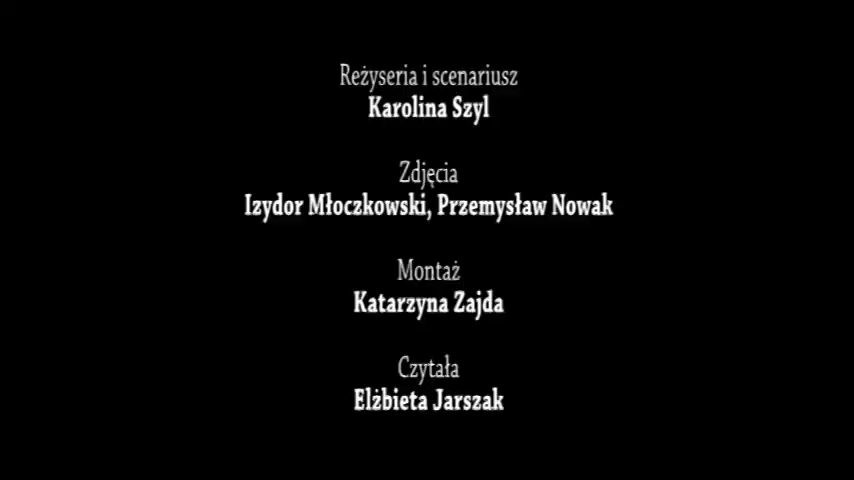 Reżyseria i scenariusz
Karolina Szyl
Zdjęcia
Izydor Młoczkowski, Przemysław Nowak
Montaż
Katarzyna Zajda
Czytała
Elżbieta Jarszak